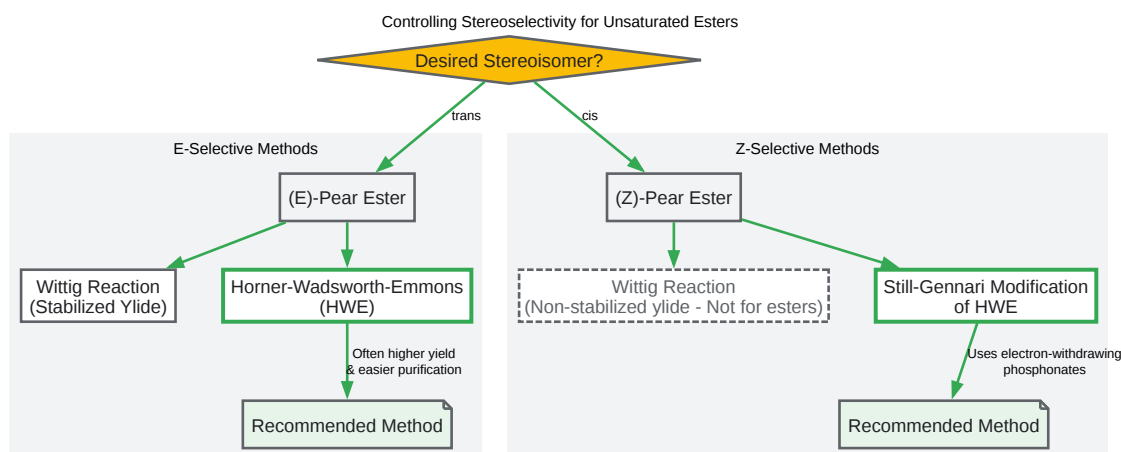 Controlling Stereoselectivity for Unsaturated Esters
Desired Stereoisomer?
trans
cis
E-Selective Methods
(E)-Pear Ester
Wittig Reaction
(Stabilized Ylide)
Horner-Wadsworth-Emmons
(HWE)
Often higher yield
& easier purification
Recommended Method
Z-Selective Methods
(Z)-Pear Ester
Wittig Reaction
(Non-stabilized ylide - Not for esters)
Still-Gennari Modification
of HWE
Uses electron-withdrawing
phosphonates
Recommended Method